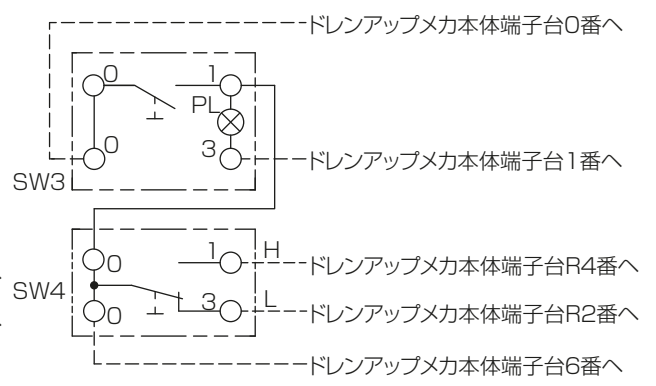 ドレンアップメカ本体端子台0番へ
0 1
PL
0 3
ドレンアップメカ本体端子台1番へ
SW3
0 1 H
ドレンアップメカ本体端子台R4番へ
SW4
0 3 L
ドレンアップメカ本体端子台R2番へ
ドレンアップメカ本体端子台6番へ